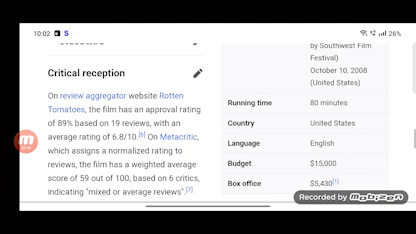 10:02 S 26%
Critical reception
On review aggregator website Rotten
Tomatoes, the film has an approval rating
of 89% based on 19 reviews, with an
average rating of 6.8/10.[6] On Metacritic,
which assigns a normalized rating to
reviews, the film has a weighted average
score of 59 out of 100, based on 6 critics,
indicating "mixed or average reviews".[7]
by Southwest Film
Festival)
October 10, 2008
(United States)
Running time 80 minutes
Country United States
Language English
Budget $15,000
Box office $5,430[1]
Recorded by Mobizen